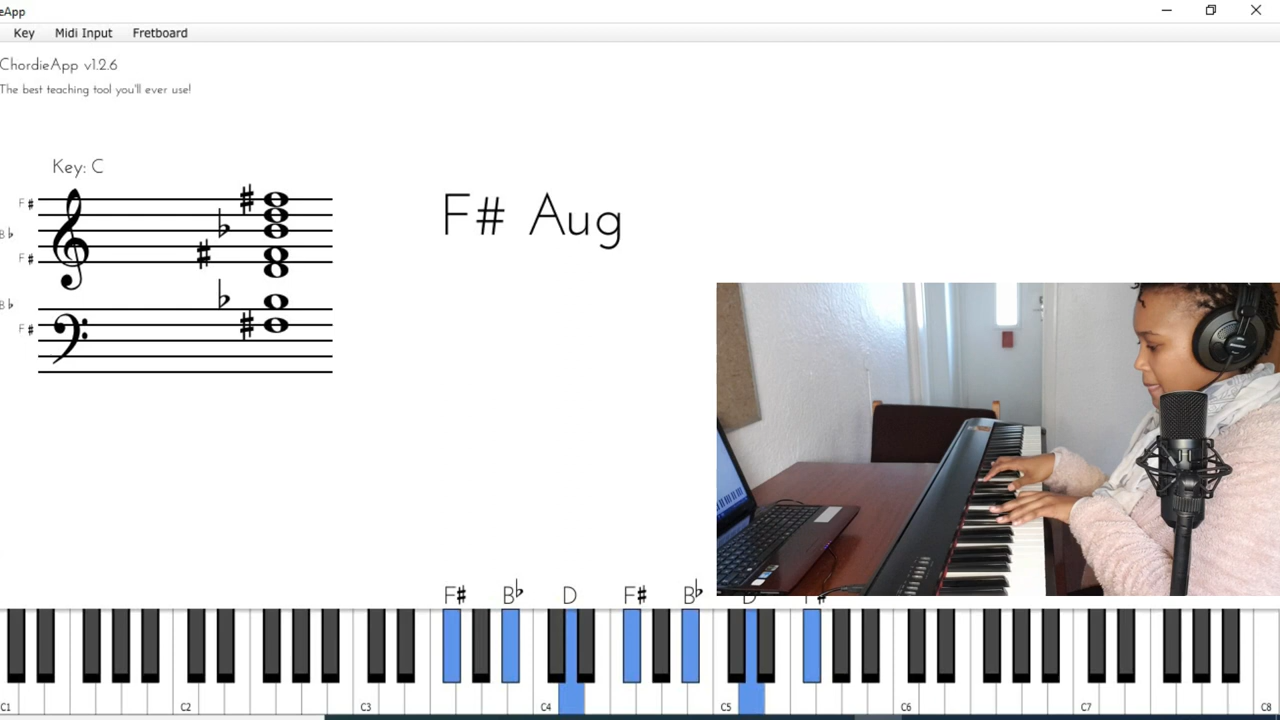 eApp
Key Midi Input Fretboard
ChordieApp v1.2.6
The best teaching tool you'll ever use!
Key: C
F#
B♭
F#
B♭
F#
F# Aug
F# B♭ D F# B♭ D F#
C1 C2 C3 C4 C5 C6 C7 C8